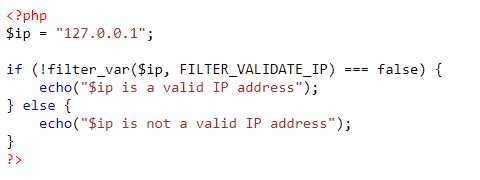 <?php
$ip = "127.0.0.1";
if (!filter_var($ip, FILTER_VALIDATE_IP) === false) {
    echo("$ip is a valid IP address");
} else {
    echo("$ip is not a valid IP address");
}
?>